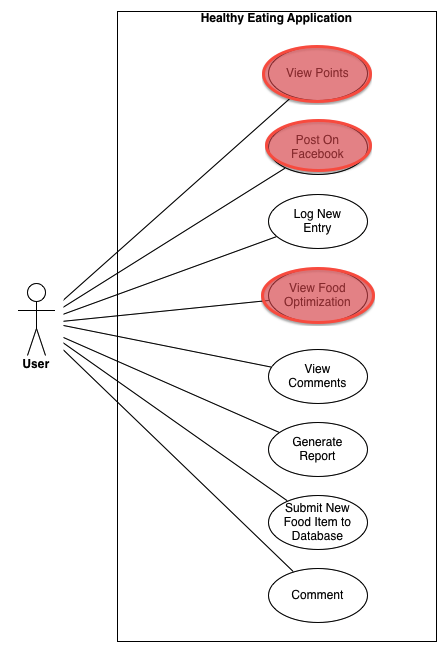 Healthy Eating Application
View Points
Post On
Facebook
Log New
Entry
View Food
Optimization
User
View
Comments
Generate
Report
Submit New
Food Item to
Database
Comment